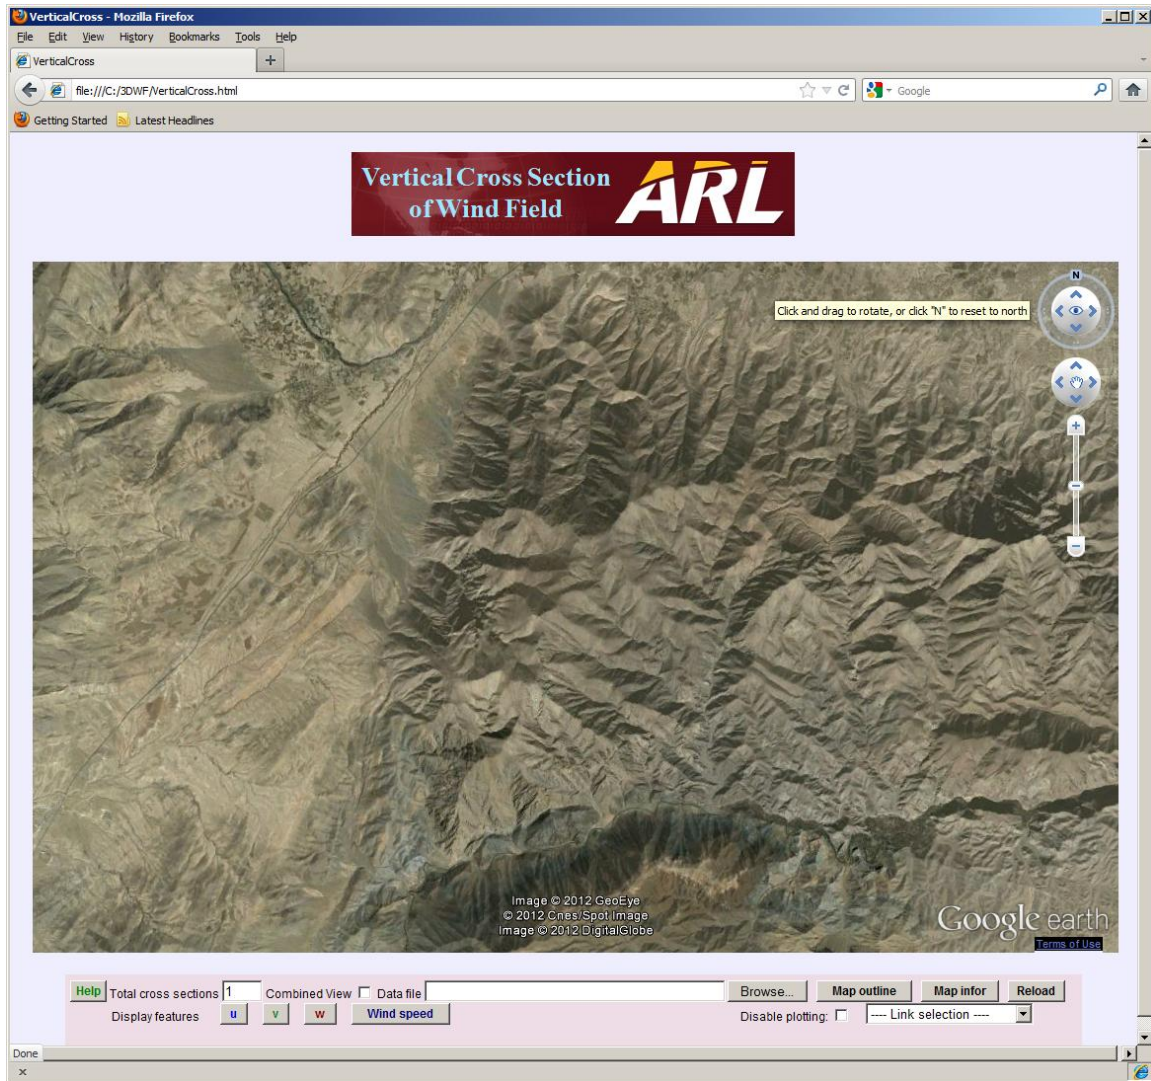 VerticalCross - Mozilla Firefox
File Edit View History Bookmarks Tools Help
VerticalCross +
file:///C:/3DWF/VerticalCross.html Google
Getting Started Latest Headlines
Vertical Cross Section
of Wind Field
ARL
N
Click and drag to rotate, or click "N" to reset to north
Image © 2012 GeoEye
© 2012 Cnes/Spot Image
Image © 2012 DigitalGlobe
Google earth
Terms of Use
Help Total cross sections 1 Combined View Data file Browse... Map outline Map infor Reload
Display features u v w Wind speed Disable plotting: ---- Link selection ----
Done
x